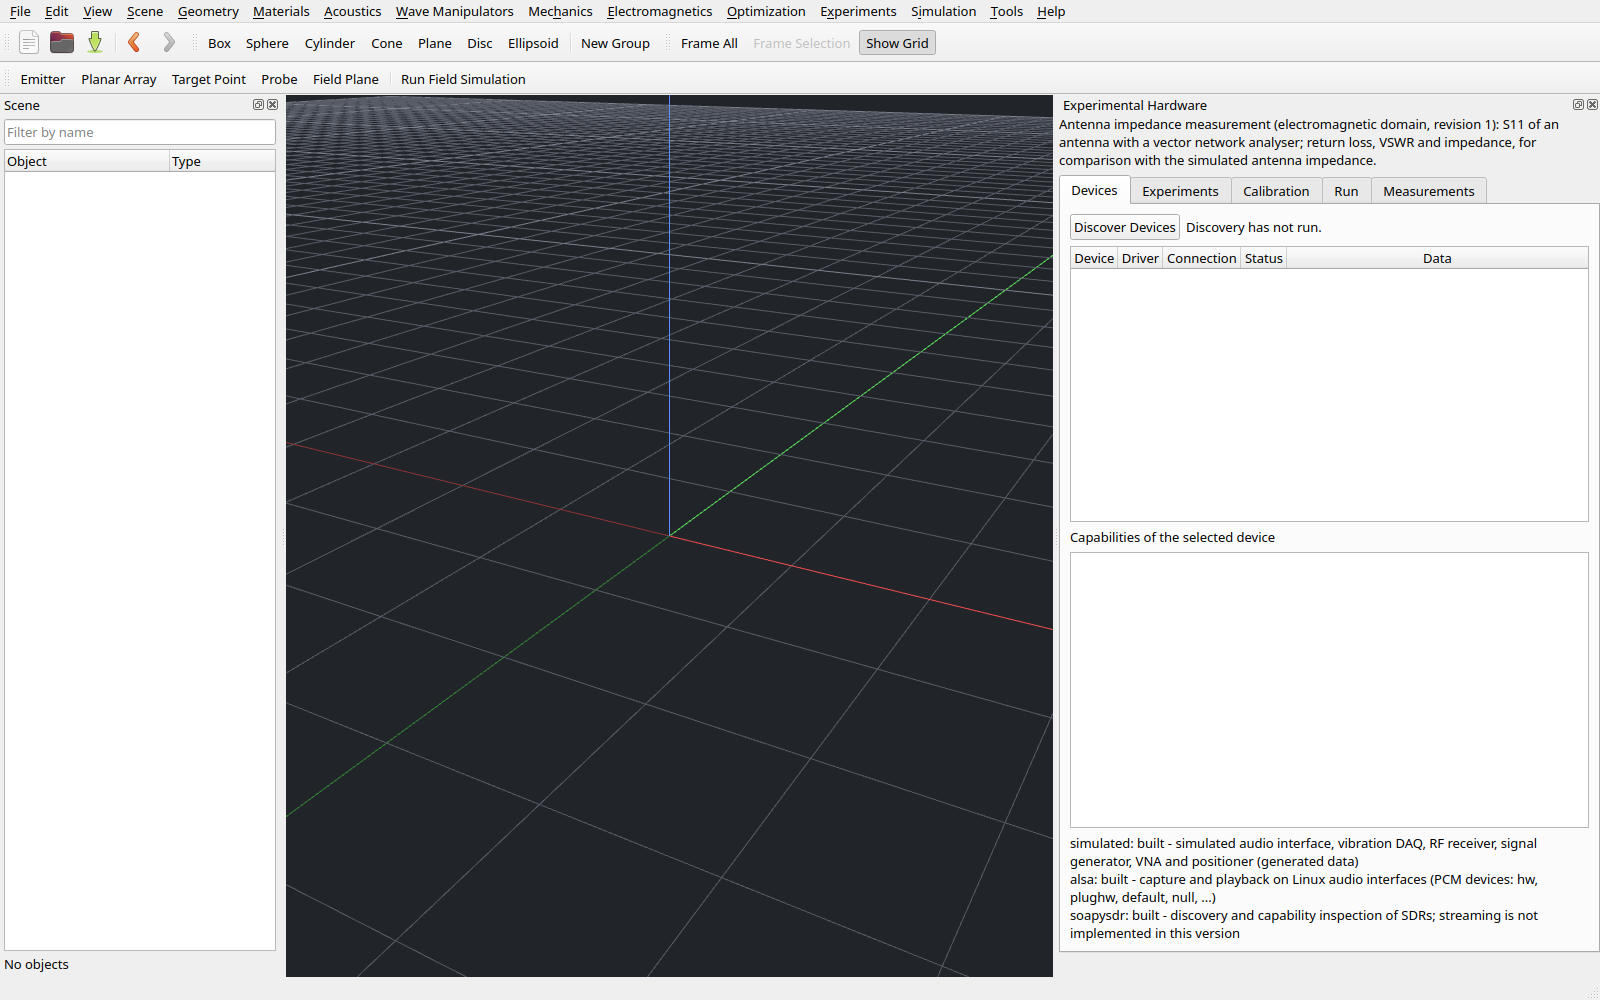 File Edit View Scene Geometry Materials Acoustics Wave Manipulators Mechanics Electromagnetics Optimization Experiments Simulation Tools Help
Box Sphere Cylinder Cone Plane Disc Ellipsoid New Group Frame All Frame Selection Show Grid
Emitter Planar Array Target Point Probe Field Plane Run Field Simulation
Scene
Filter by name
Object Type
No objects
Experimental Hardware
Antenna impedance measurement (electromagnetic domain, revision 1): S11 of an
antenna with a vector network analyser; return loss, VSWR and impedance, for
comparison with the simulated antenna impedance.
Devices Experiments Calibration Run Measurements
Discover Devices Discovery has not run.
Device Driver Connection Status Data
Capabilities of the selected device
simulated: built - simulated audio interface, vibration DAQ, RF receiver, signal
generator, VNA and positioner (generated data)
alsa: built - capture and playback on Linux audio interfaces (PCM devices: hw,
plughw, default, null, ...)
soapysdr: built - discovery and capability inspection of SDRs; streaming is not
implemented in this version